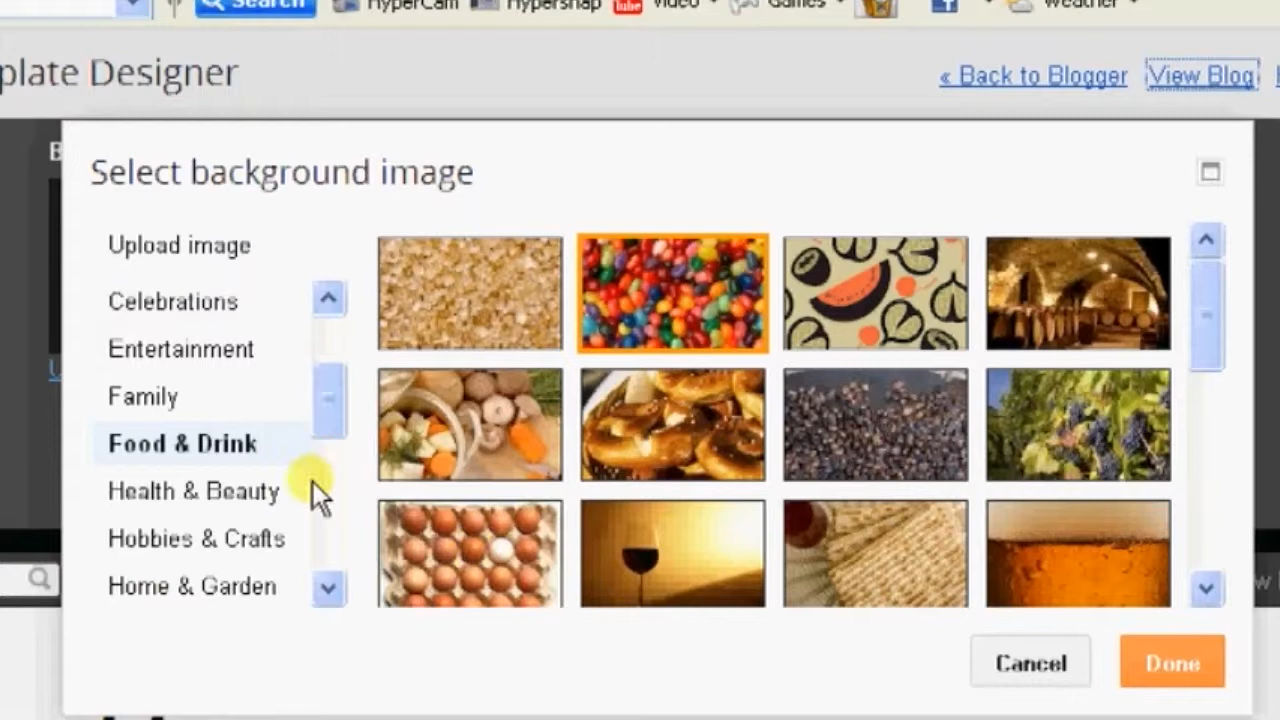 Search HyperCam Hypersnap Tube Video Games Weather
plate Designer
« Back to Blogger View Blog
Select background image
Upload image
Celebrations
Entertainment
Family
Food & Drink
Health & Beauty
Hobbies & Crafts
Home & Garden
Cancel Done